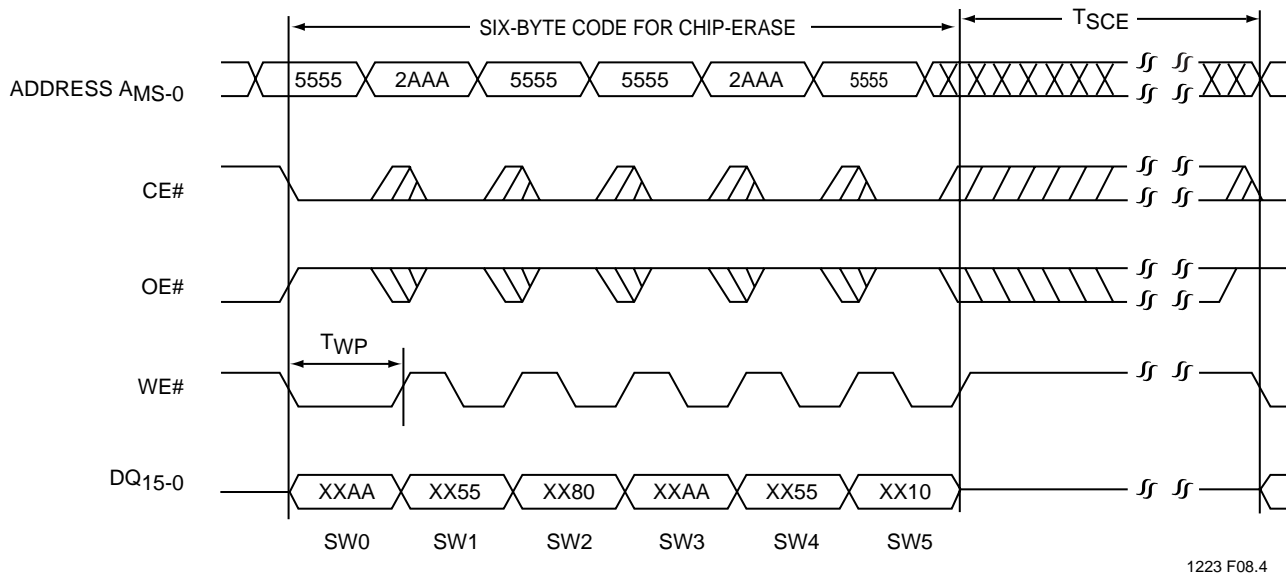 SIX-BYTE CODE FOR CHIP-ERASE
TSCE
ADDRESS AMS-0
5555 2AAA 5555 5555 2AAA 5555
CE#
OE#
TWP
WE#
DQ15-0
XXAA XX55 XX80 XXAA XX55 XX10
SW0 SW1 SW2 SW3 SW4 SW5
1223 F08.4